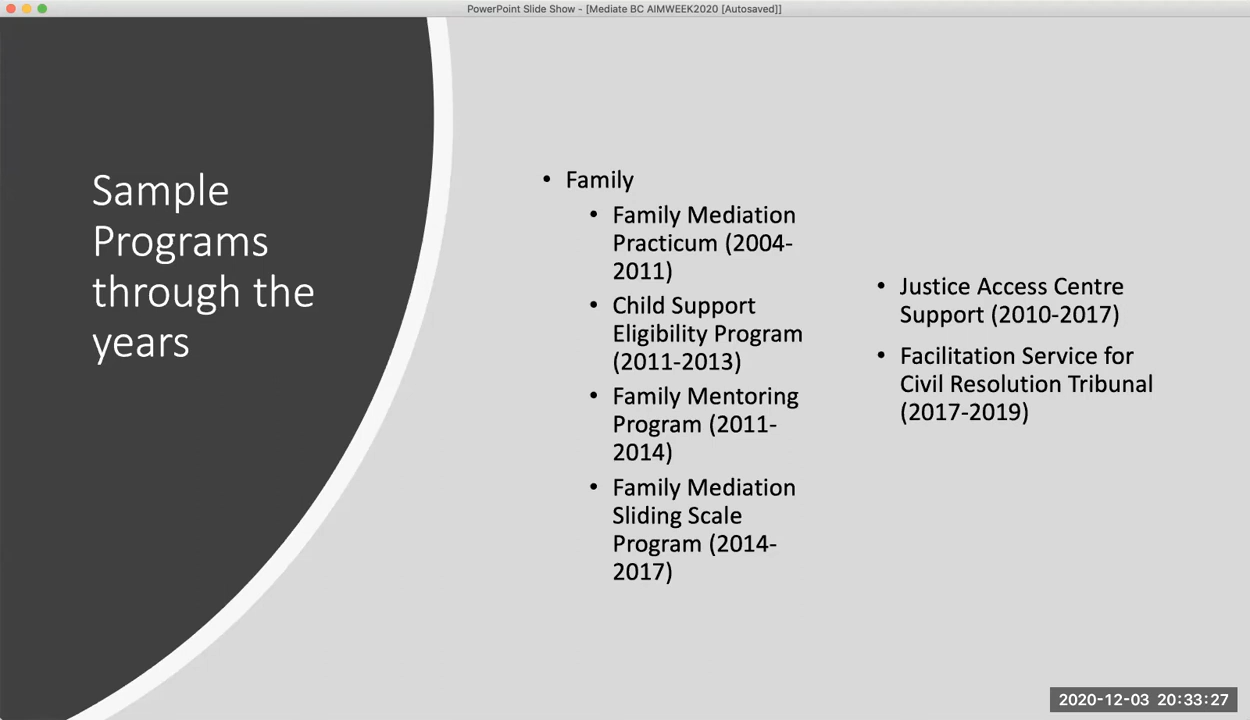 PowerPoint Slide Show - [Mediate BC AIMWEEK2020 [Autosaved]]
Sample
Programs
through the
years
• Family
• Family Mediation
Practicum (2004-
2011)
• Child Support
Eligibility Program
(2011-2013)
• Family Mentoring
Program (2011-
2014)
• Family Mediation
Sliding Scale
Program (2014-
2017)
• Justice Access Centre
Support (2010-2017)
• Facilitation Service for
Civil Resolution Tribunal
(2017-2019)
2020-12-03 20:33:27